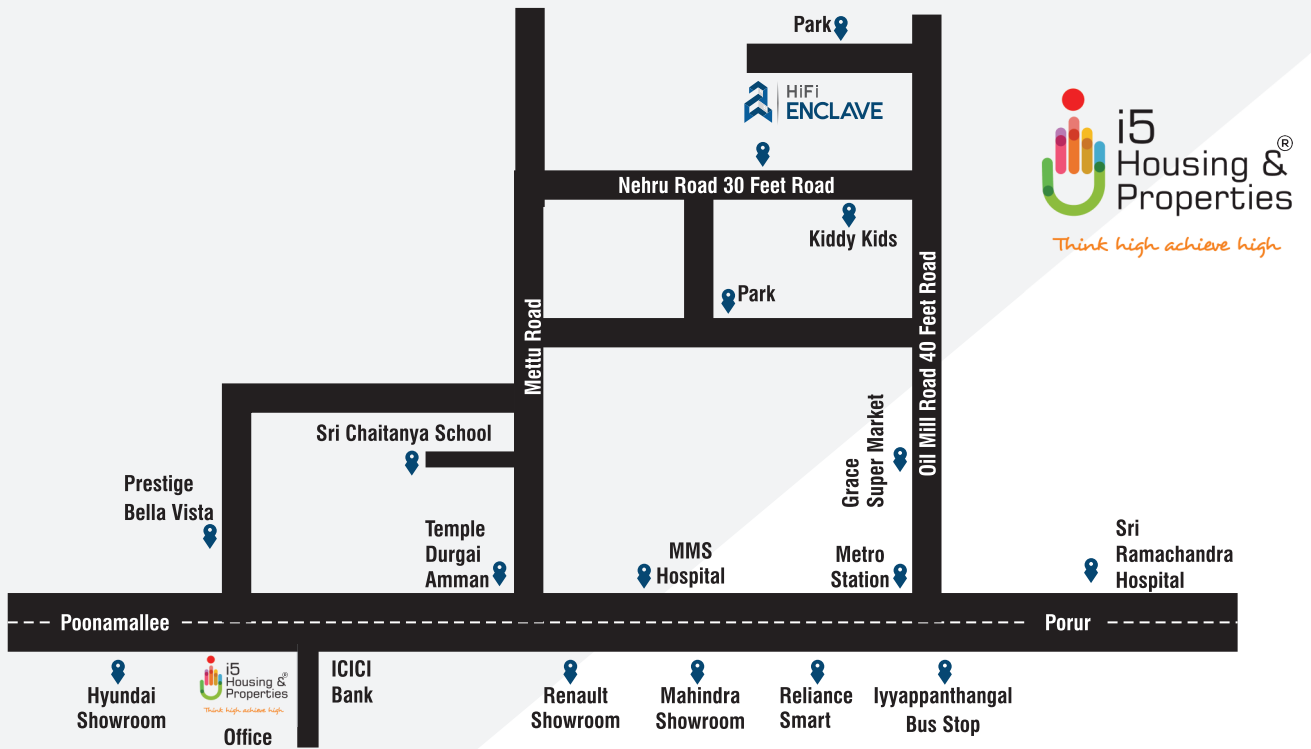 Park
HiFi
ENCLAVE
i5
Housing & ®
Properties
Think high achieve high
Nehru Road 30 Feet Road
Kiddy Kids
Park
Mettu Road
Oil Mill Road 40 Feet Road
Sri Chaitanya School
Grace
Super Market
Prestige
Bella Vista
Temple
Durgai
Amman
MMS
Hospital
Metro
Station
Sri
Ramachandra
Hospital
Poonamallee
Porur
Hyundai
Showroom
i5
Housing & ®
Properties
Think high achieve high
Office
ICICI
Bank
Renault
Showroom
Mahindra
Showroom
Reliance
Smart
Iyyappanthangal
Bus Stop